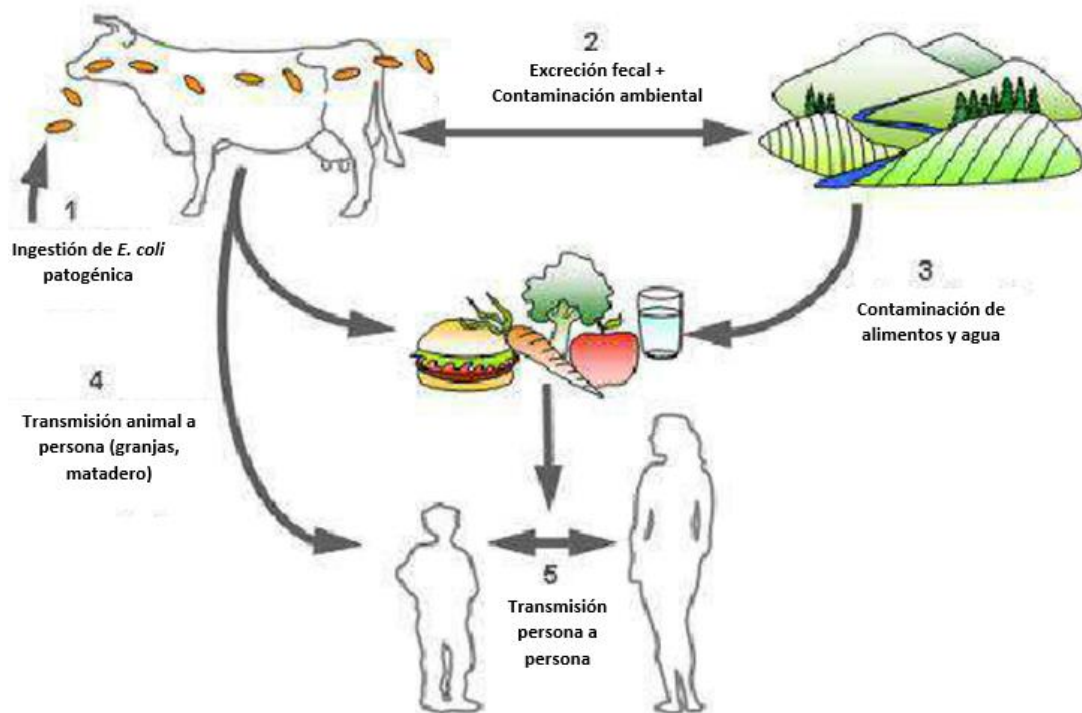 2
Excreción fecal +
Contaminación ambiental
1
Ingestión de E. coli
patogénica
3
Contaminación de
alimentos y agua
4
Transmisión animal a
persona (granjas,
matadero)
5
Transmisión
persona a
persona